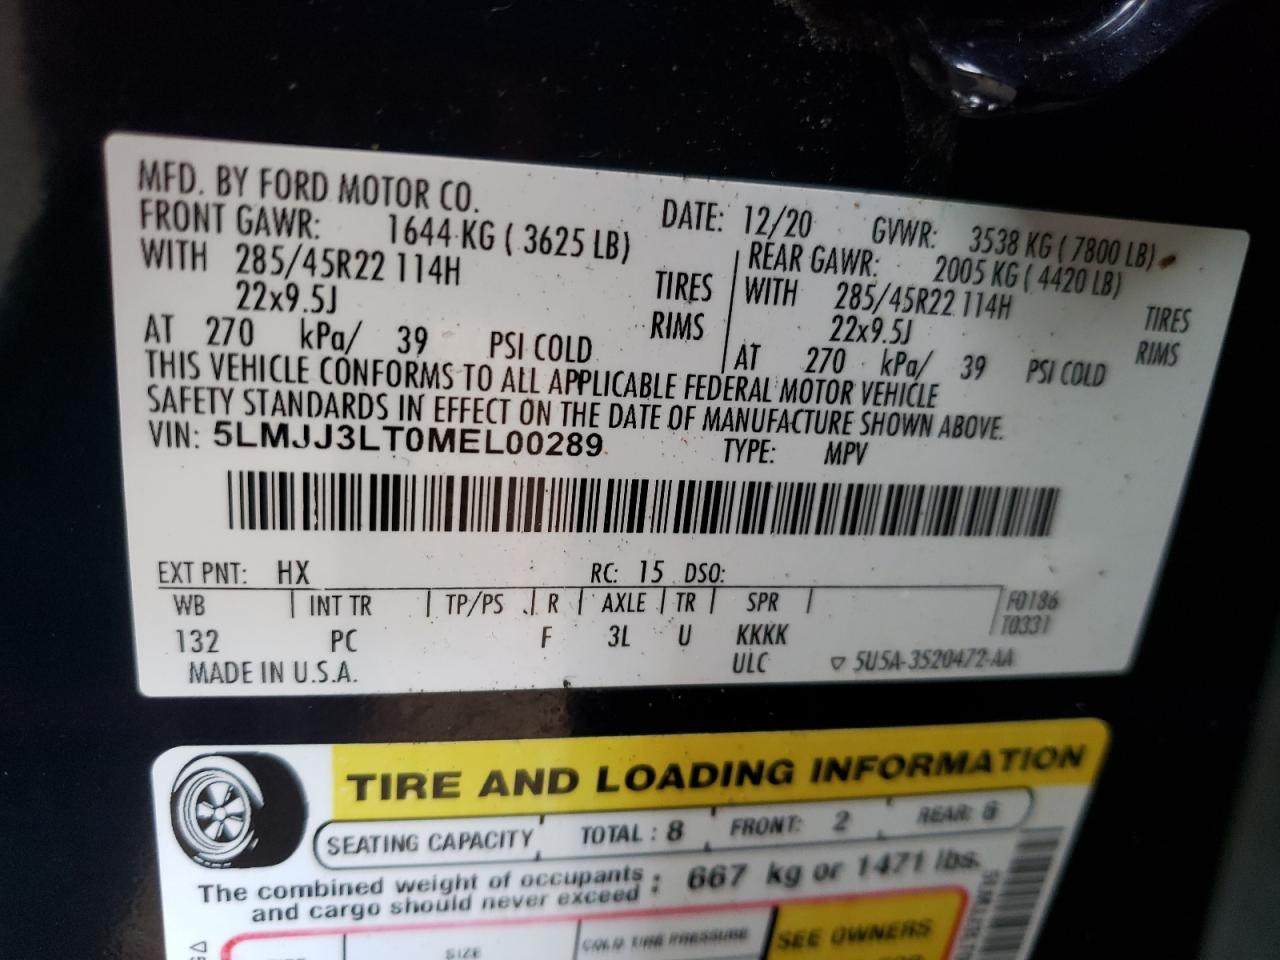 MFD. BY FORD MOTOR CO. DATE: 12/20 GVWR: 3538 KG ( 7800 LB)
FRONT GAWR: 1644 KG ( 3625 LB) REAR GAWR: 2005 KG ( 4420 LB)
WITH 285/45R22 114H TIRES WITH 285/45R22 114H TIRES
22x9.5J RIMS 22x9.5J RIMS
AT 270 kPa/ 39 PSI COLD AT 270 kPa/ 39 PSI COLD
THIS VEHICLE CONFORMS TO ALL APPLICABLE FEDERAL MOTOR VEHICLE
SAFETY STANDARDS IN EFFECT ON THE DATE OF MANUFACTURE SHOWN ABOVE.
VIN: 5LMJJ3LT0MEL00289 TYPE: MPV
EXT PNT: HX RC: 15 DSO:
WB INT TR TP/PS R AXLE TR SPR F0186
T0331
132 PC F 3L U KKKK
MADE IN U.S.A. ULC 5U5A-3520472-AA
TIRE AND LOADING INFORMATION
SEATING CAPACITY TOTAL : 8 FRONT: 2 REAR: 6
The combined weight of occupants : 667 kg or 1471 lbs.
and cargo should never exceed
SIZE COLD TIRE PRESSURE SEE OWNERS